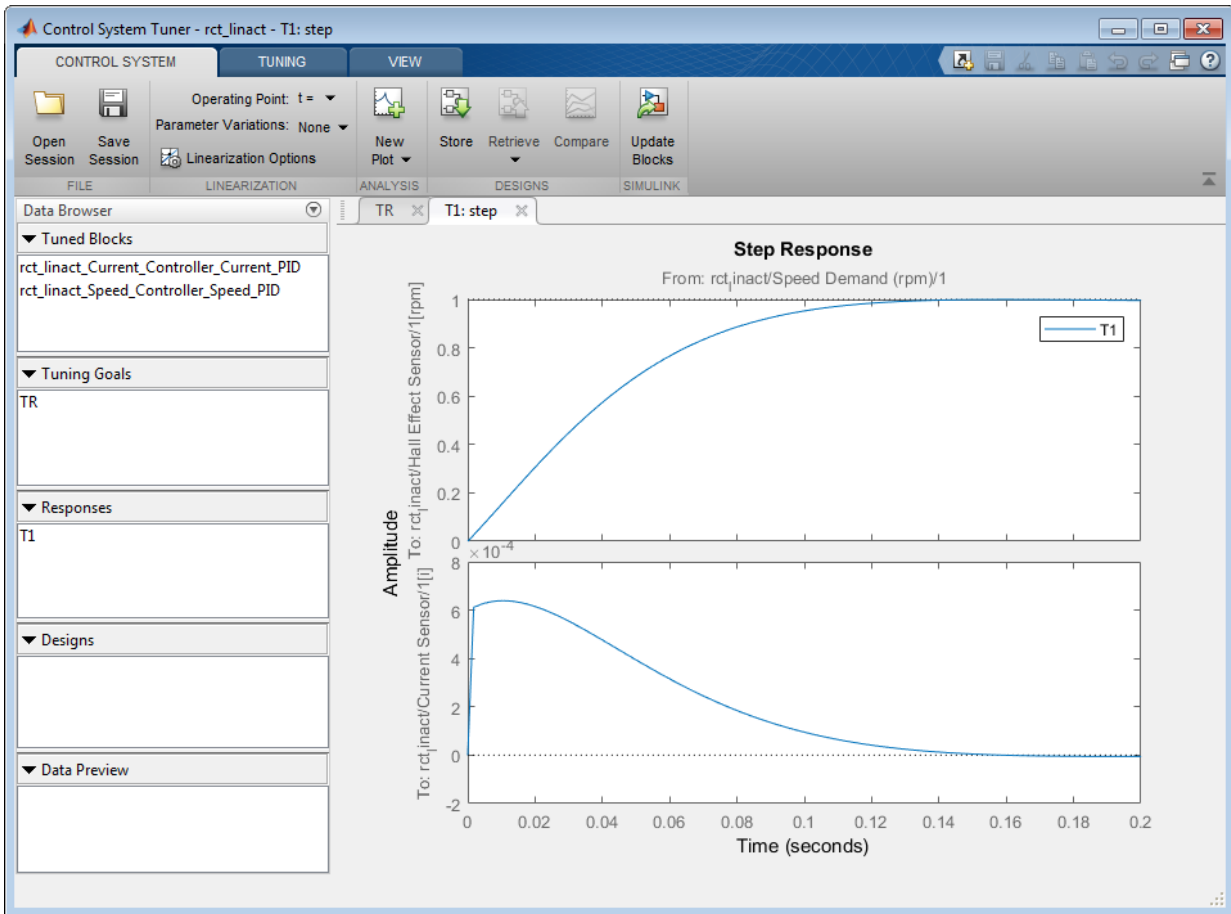 Control System Tuner - rct_linact - T1: step
CONTROL SYSTEM TUNING VIEW
Open Session
Save Session
FILE
Operating Point: t =
Parameter Variations: None
Linearization Options
LINEARIZATION
New Plot
ANALYSIS
Store
Retrieve
Compare
DESIGNS
Update Blocks
SIMULINK
Data Browser
Tuned Blocks
rct_linact_Current_Controller_Current_PID
rct_linact_Speed_Controller_Speed_PID
Tuning Goals
TR
Responses
T1
Designs
Data Preview
TR
T1: step
Step Response
From: rctlinact/Speed Demand (rpm)/1
Amplitude
To: rctlinact/Hall Effect Sensor/1[rpm]
1
0.8
0.6
0.4
0.2
0
T1
To: rctlinact/Current Sensor/1[i]
×10-4
8
6
4
2
0
-2
0 0.02 0.04 0.06 0.08 0.1 0.12 0.14 0.16 0.18 0.2
Time (seconds)